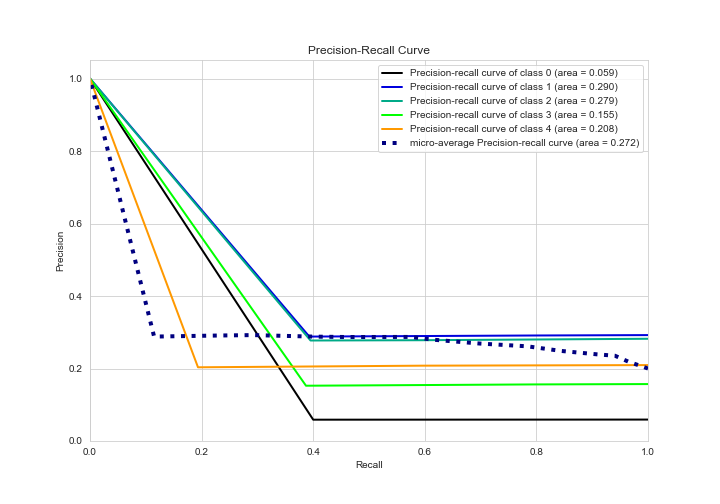 Precision-Recall Curve
Precision-recall curve of class 0 (area = 0.059)
Precision-recall curve of class 1 (area = 0.290)
Precision-recall curve of class 2 (area = 0.279)
Precision-recall curve of class 3 (area = 0.155)
Precision-recall curve of class 4 (area = 0.208)
micro-average Precision-recall curve (area = 0.272)
Precision
1.0
0.8
0.6
0.4
0.2
0.0
0.0 0.2 0.4 0.6 0.8 1.0
Recall